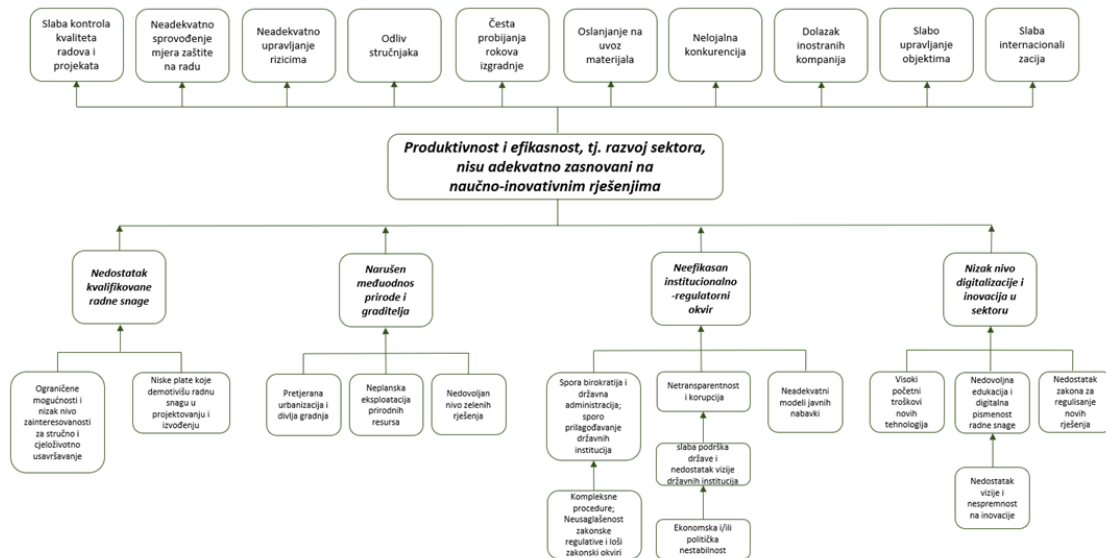 Slaba kontrola
kvaliteta
radova i
projekata
Neadekvatno
sprovođenje
mjera zaštite
na radu
Neadekvatno
upravljanje
rizicima
Odliv
stručnjaka
Česta
probijanja
rokova
izgradnje
Oslanjanje na
uvoz
materijala
Nelojalna
konkurencija
Dolazak
inostranih
kompanija
Slabo
upravljanje
objektima
Slaba
internacionali
zacija
Produktivnost i efikasnost, tj. razvoj sektora,
nisu adekvatno zasnovani na
naučno-inovativnim rješenjima
Nedostatak
kvalifikovane
radne snage
Narušen
međuodnos
prirode i
graditelja
Neefikasan
institucionalno
-regulatorni
okvir
Nizak nivo
digitalizacije i
inovacija u
sektoru
Ograničene
mogućnosti i
nizak nivo
zainteresovanosti
za stručno i
cjeloživotno
usavršavanje
Niske plate koje
demotivišu radnu
snagu u
projektovanju i
izvođenju
Pretjerana
urbanizacija i
divlja gradnja
Neplanska
eksploatacija
prirodnih
resursa
Nedovoljan
nivo zelenih
rješenja
Spora birokratija i
državna
administracija;
sporo
prilagođavanje
državnih
institucija
Netransparentnost
i korupcija
Neadekvatni
modeli javnih
nabavki
Visoki
početni
troškovi
novih
tehnologija
Nedovoljna
edukacija i
digitalna
pismenost
radne snage
Nedostatak
zakona za
regulisanje
novih
rješenja
slaba podrška
države i
nedostatak vizije
državnih institucija
Kompleksne
procedure;
Neusaglašenost
zakonske
regulative i loši
zakonski okviri
Ekonomska i/ili
politička
nestabilnost
Nedostatak
vizije i
nespremnost
na inovacije